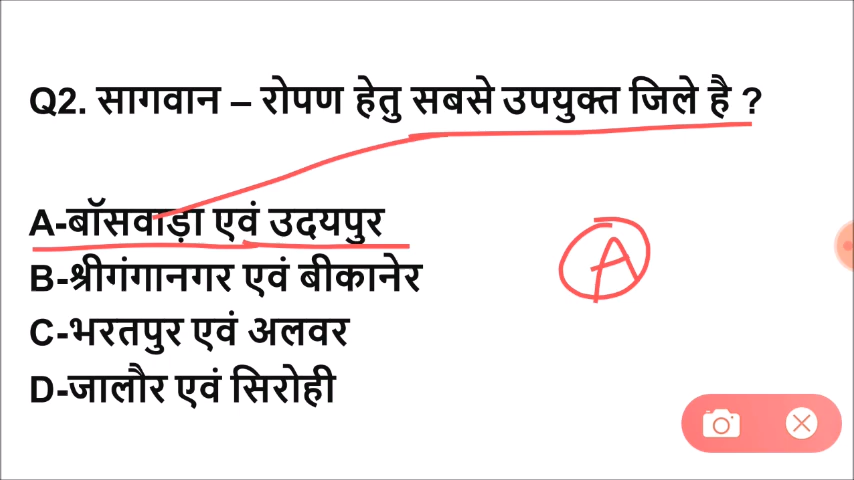 Q2. सागवान – रोपण हेतु सबसे उपयुक्त जिले है ?
A-बॉसवाड़ा एवं उदयपुर
A
B-श्रीगंगानगर एवं बीकानेर
C-भरतपुर एवं अलवर
D-जालौर एवं सिरोही